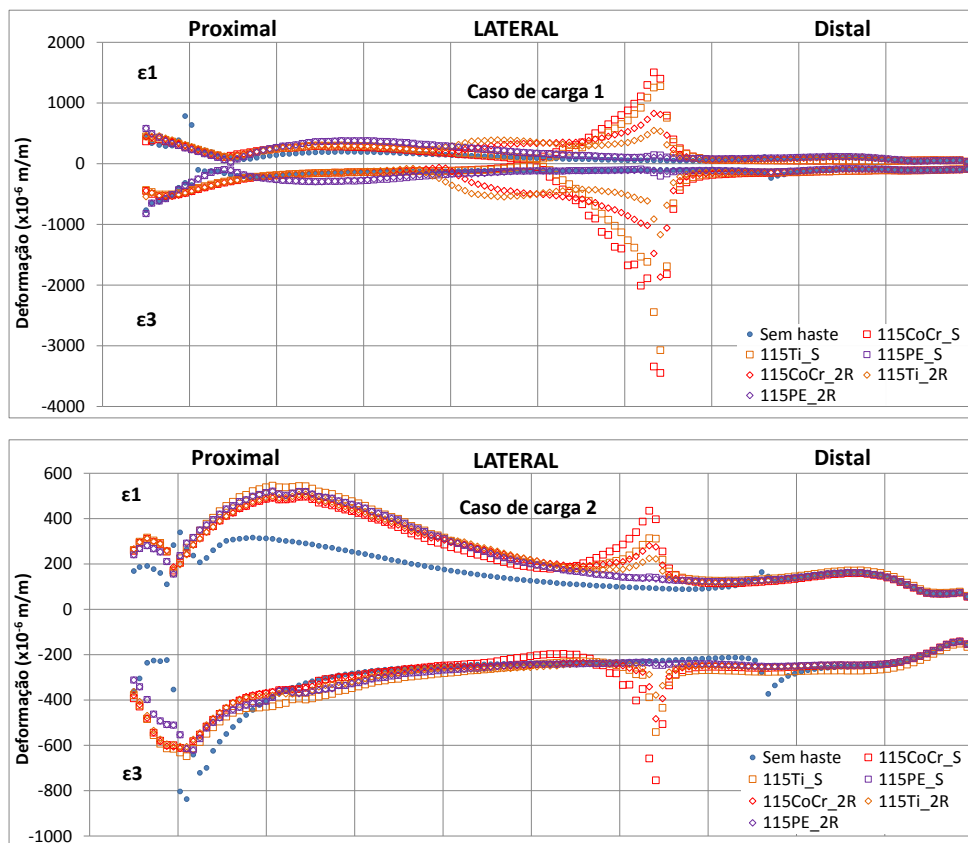 Proximal LATERAL Distal
2000
ε1
Caso de carga 1
1000
0
-1000
-2000
ε3
-3000
-4000
Deformação (x10-6 m/m)
Sem haste 115CoCr_S
115Ti_S 115PE_S
115CoCr_2R 115Ti_2R
115PE_2R
Proximal LATERAL Distal
600
ε1
Caso de carga 2
400
200
0
-200
-400
-600
ε3
-800
-1000
Deformação (x10-6 m/m)
Sem haste 115CoCr_S
115Ti_S 115PE_S
115CoCr_2R 115Ti_2R
115PE_2R